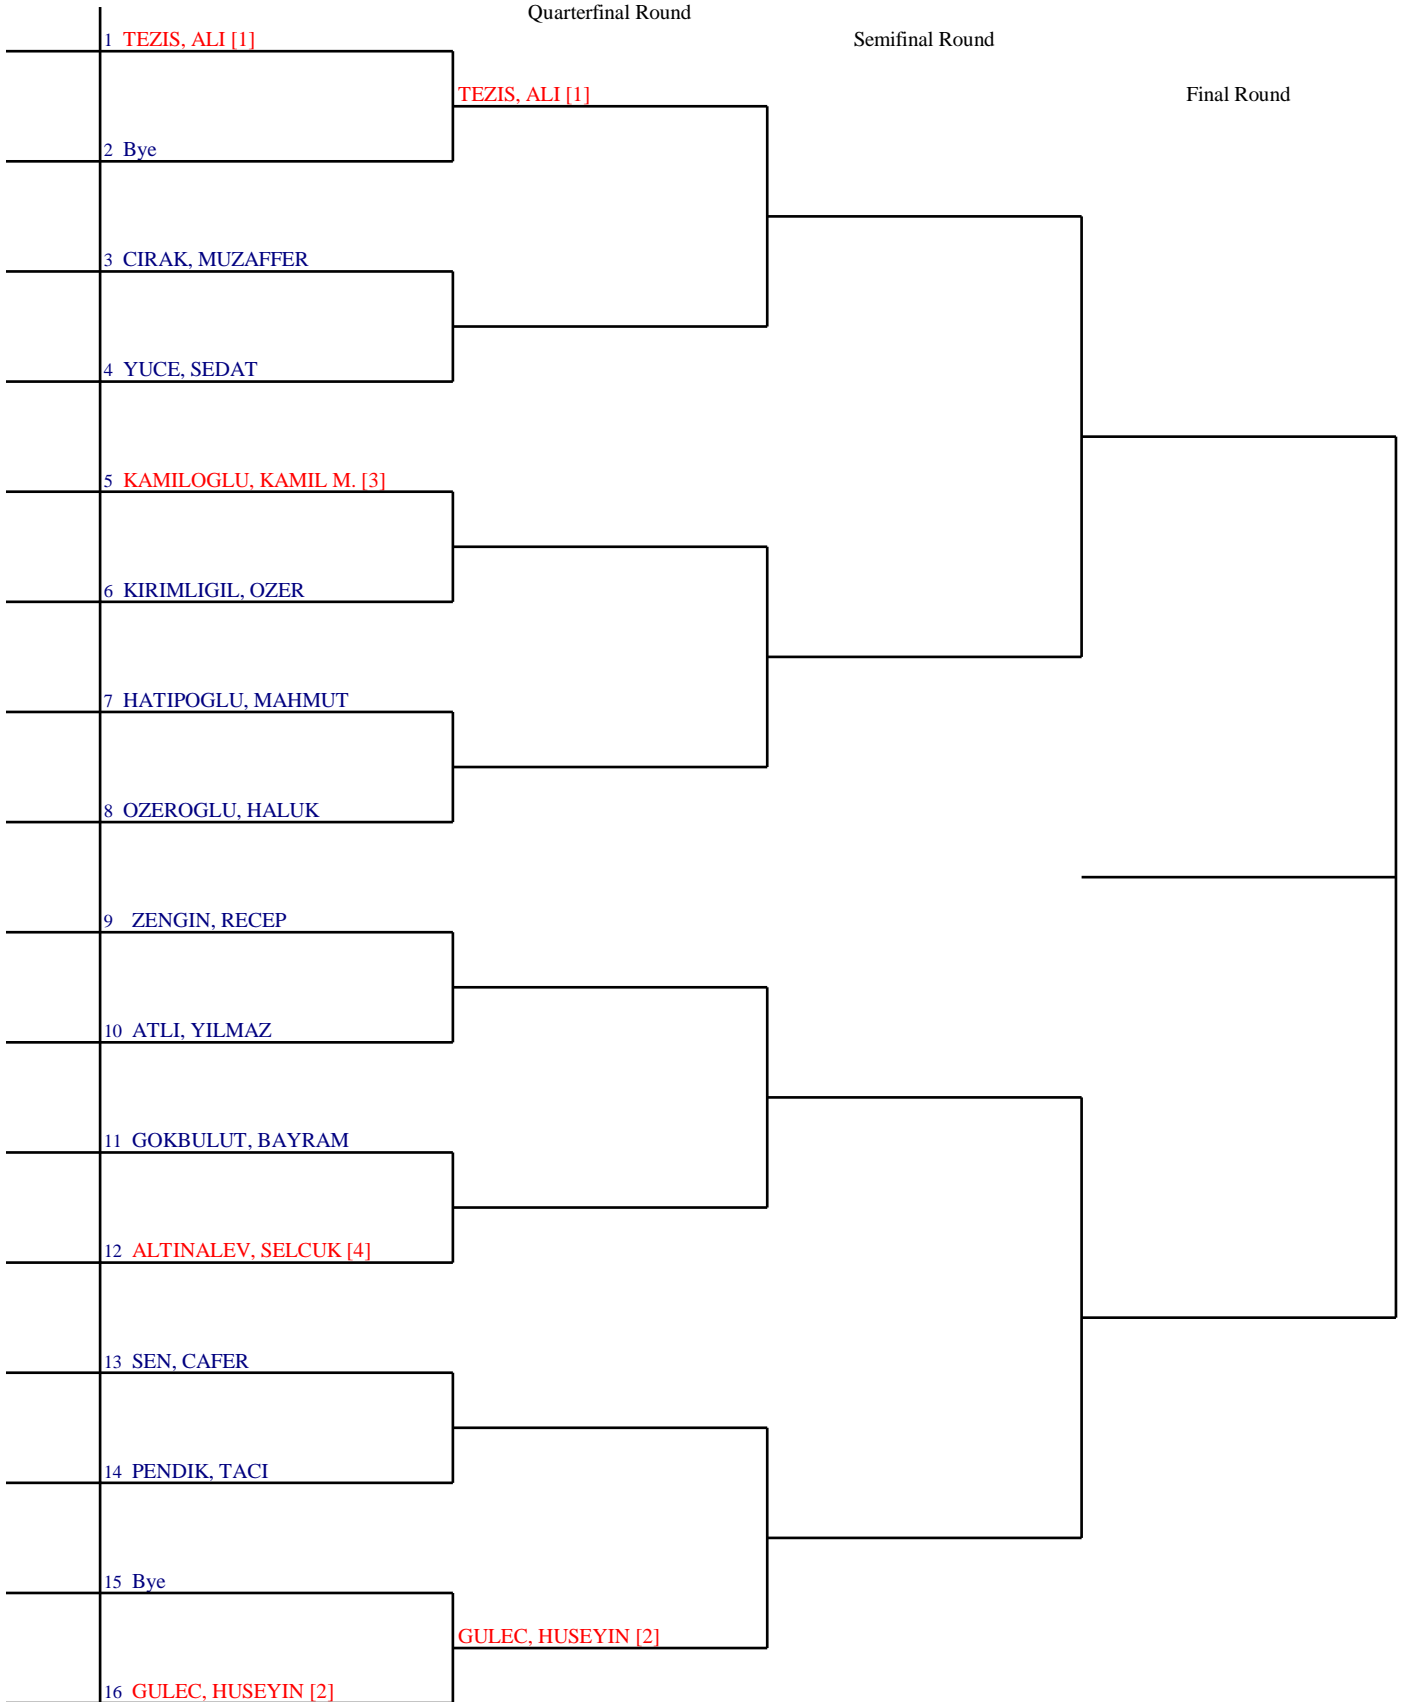 Quarterfinal Round
Semifinal Round
Final Round
1 TEZIS, ALI [1]
TEZIS, ALI [1]
2 Bye
3 CIRAK, MUZAFFER
4 YUCE, SEDAT
5 KAMILOGLU, KAMIL M. [3]
6 KIRIMLIGIL, OZER
7 HATIPOGLU, MAHMUT
8 OZEROGLU, HALUK
9 ZENGIN, RECEP
10 ATLI, YILMAZ
11 GOKBULUT, BAYRAM
12 ALTINALEV, SELCUK [4]
13 SEN, CAFER
14 PENDIK, TACI
15 Bye
GULEC, HUSEYIN [2]
16 GULEC, HUSEYIN [2]